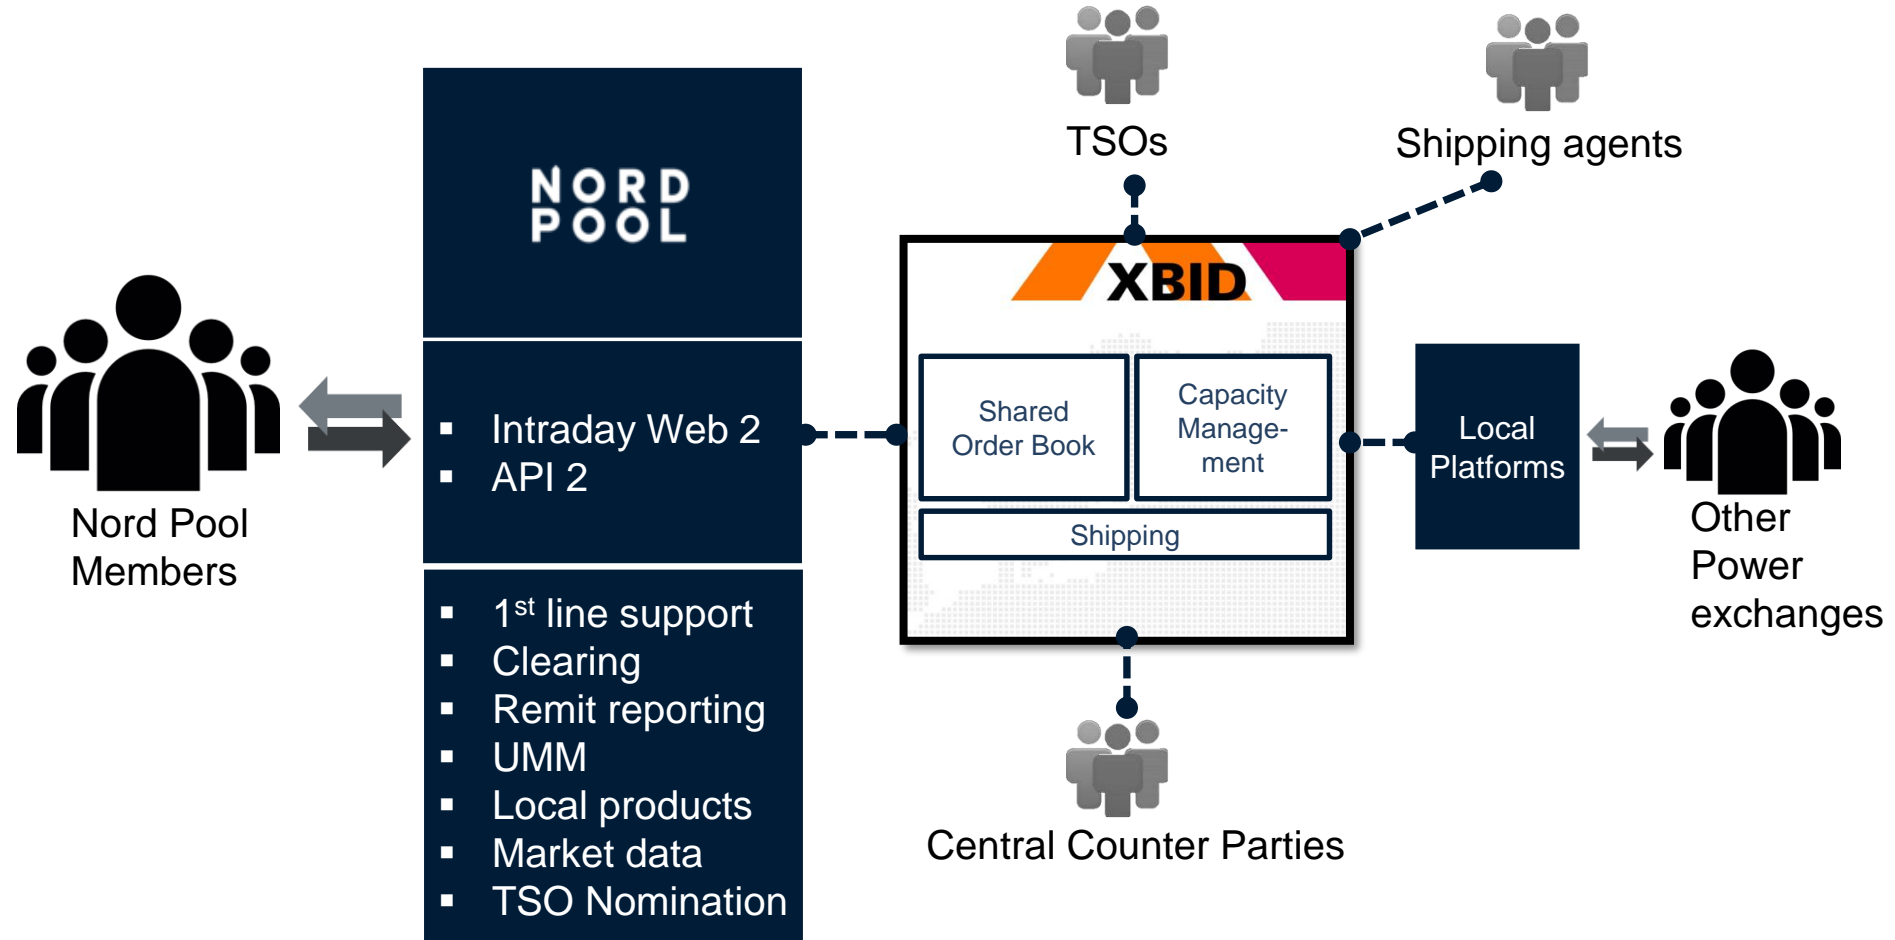 NORD
POOL
Nord Pool
Members
▪ Intraday Web 2
▪ API 2
▪ 1st line support
▪ Clearing
▪ Remit reporting
▪ UMM
▪ Local products
▪ Market data
▪ TSO Nomination
TSOs
Shipping agents
XBID
Shared
Order Book
Capacity
Manage-
ment
Shipping
Central Counter Parties
Local
Platforms
Other
Power
exchanges